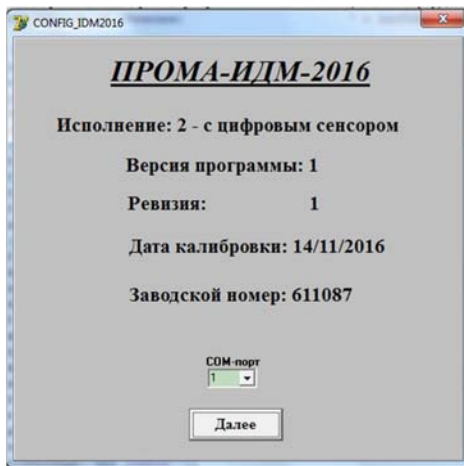 CONFIG_IDM2016
ПРОМА-ИДМ-2016
Исполнение: 2 - с цифровым сенсором
Версия программы: 1
Ревизия: 1
Дата калибровки: 14/11/2016
Заводской номер: 611087
COM-порт
1
Далее